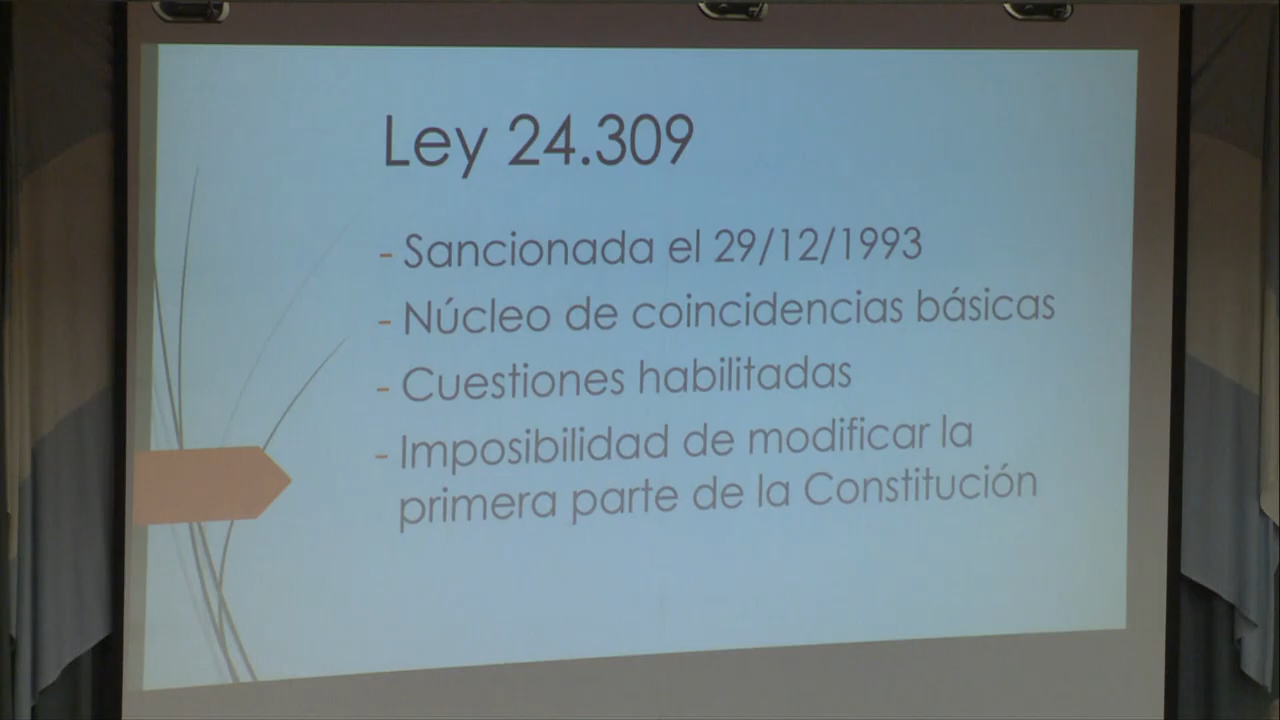 Ley 24.309
- Sancionada el 29/12/1993
- Núcleo de coincidencias básicas
- Cuestiones habilitadas
- Imposibilidad de modificar la
primera parte de la Constitución